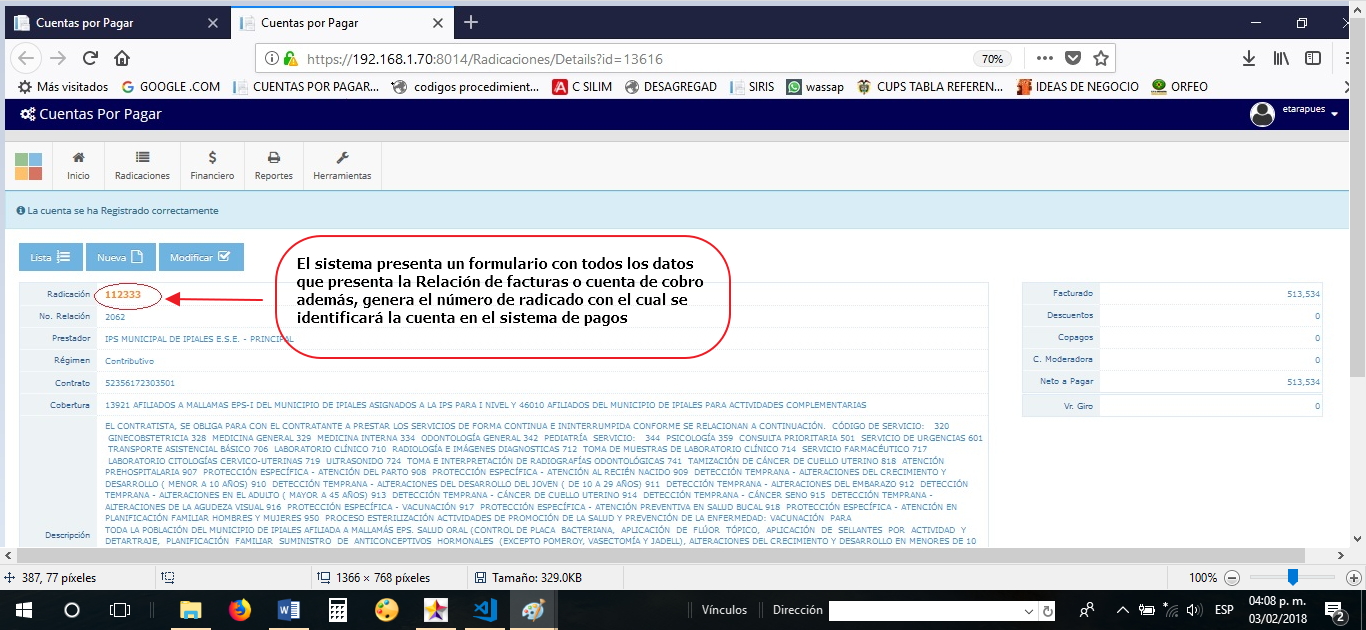 Cuentas por Pagar
Cuentas por Pagar
https://192.168.1.70:8014/Radicaciones/Details?id=13616
70%
Más visitados
GOOGLE .COM
CUENTAS POR PAGAR...
codigos procedimient...
C SILIM
DESAGREGAD
SIRIS
wassap
CUPS TABLA REFEREN...
IDEAS DE NEGOCIO
ORFEO
Cuentas Por Pagar
etarapues
Inicio
Radicaciones
Financiero
Reportes
Herramientas
La cuenta se ha Registrado correctamente
Lista
Nueva
Modificar
El sistema presenta un formulario con todos los datos
que presenta la Relación de facturas o cuenta de cobro
además, genera el número de radicado con el cual se
identificará la cuenta en el sistema de pagos
Radicación 112333
No. Relación 2062
Prestador IPS MUNICIPAL DE IPIALES E.S.E. - PRINCIPAL
Régimen Contributivo
Contrato 52356172303501
Cobertura 13921 AFILIADOS A MALLAMAS EPS-I DEL MUNICIPIO DE IPIALES ASIGNADOS A LA IPS PARA I NIVEL Y 46010 AFILIADOS DEL MUNICIPIO DE IPIALES PARA ACTIVIDADES COMPLEMENTARIAS
EL CONTRATISTA, SE OBLIGA PARA CON EL CONTRATANTE A PRESTAR LOS SERVICIOS DE FORMA CONTINUA E ININTERRUMPIDA CONFORME SE RELACIONAN A CONTINUACIÓN. CÓDIGO DE SERVICIO: 320
GINECOBSTETRICIA 328 MEDICINA GENERAL 329 MEDICINA INTERNA 334 ODONTOLOGÍA GENERAL 342 PEDIATRÍA SERVICIO: 344 PSICOLOGÍA 359 CONSULTA PRIORITARIA 501 SERVICIO DE URGENCIAS 601
TRANSPORTE ASISTENCIAL BÁSICO 706 LABORATORIO CLÍNICO 710 RADIOLOGÍA E IMÁGENES DIAGNOSTICAS 712 TOMA DE MUESTRAS DE LABORATORIO CLÍNICO 714 SERVICIO FARMACÉUTICO 717
LABORATORIO CITOLOGÍAS CERVICO-UTERINAS 719 ULTRASONIDO 724 TOMA E INTERPRETACIÓN DE RADIOGRAFÍAS ODONTOLÓGICAS 741 TAMIZACIÓN DE CÁNCER DE CUELLO UTERINO 818 ATENCIÓN
PREHOSPITALARIA 907 PROTECCIÓN ESPECÍFICA - ATENCIÓN DEL PARTO 908 PROTECCIÓN ESPECÍFICA - ATENCIÓN AL RECIÉN NACIDO 909 DETECCIÓN TEMPRANA - ALTERACIONES DEL CRECIMIENTO Y
DESARROLLO ( MENOR A 10 AÑOS) 910 DETECCIÓN TEMPRANA - ALTERACIONES DEL DESARROLLO DEL JOVEN ( DE 10 A 29 AÑOS) 911 DETECCIÓN TEMPRANA - ALTERACIONES DEL EMBARAZO 912 DETECCIÓN
TEMPRANA - ALTERACIONES EN EL ADULTO ( MAYOR A 45 AÑOS) 913 DETECCIÓN TEMPRANA - CÁNCER DE CUELLO UTERINO 914 DETECCIÓN TEMPRANA - CÁNCER SENO 915 DETECCIÓN TEMPRANA -
ALTERACIONES DE LA AGUDEZA VISUAL 916 PROTECCIÓN ESPECÍFICA - VACUNACIÓN 917 PROTECCIÓN ESPECÍFICA - ATENCIÓN PREVENTIVA EN SALUD BUCAL 918 PROTECCIÓN ESPECÍFICA - ATENCIÓN EN
PLANIFICACIÓN FAMILIAR HOMBRES Y MUJERES 950 PROCESO ESTERILIZACIÓN ACTIVIDADES DE PROMOCIÓN DE LA SALUD Y PREVENCIÓN DE LA ENFERMEDAD: VACUNACIÓN PARA
TODA LA POBLACIÓN DEL MUNICIPIO DE IPIALES AFILIADA A MALLAMÁS EPS. SALUD ORAL (CONTROL DE PLACA BACTERIANA, APLICACIÓN DE FLÚOR TÓPICO, APLICACIÓN DE SELLANTES POR ACTIVIDAD Y
Descripción DETARTRAJE, PLANIFICACIÓN FAMILIAR SUMINISTRO DE ANTICONCEPTIVOS HORMONALES (EXCEPTO POMEROY, VASECTOMÍA Y JADELL), ALTERACIONES DEL CRECIMIENTO Y DESARROLLO EN MENORES DE 10
Facturado 513,534
Descuentos 0
Copagos 0
C. Moderadora 0
Neto a Pagar 513,534
Vr. Giro 0
387, 77 píxeles
1366 × 768 píxeles
Tamaño: 329.0KB
100%
Vínculos
Dirección
ESP
04:08 p. m.
03/02/2018
2